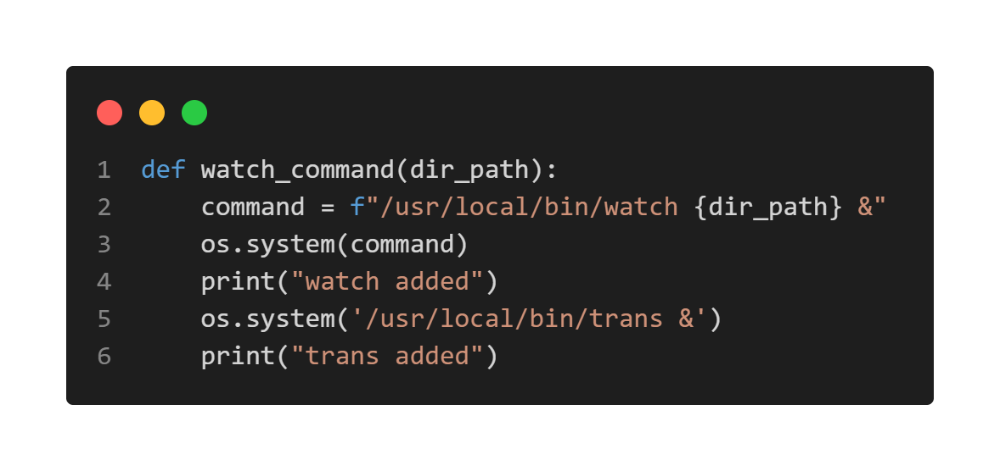 1 def watch_command(dir_path):
2     command = f"/usr/local/bin/watch {dir_path} &"
3     os.system(command)
4     print("watch added")
5     os.system('/usr/local/bin/trans &')
6     print("trans added")